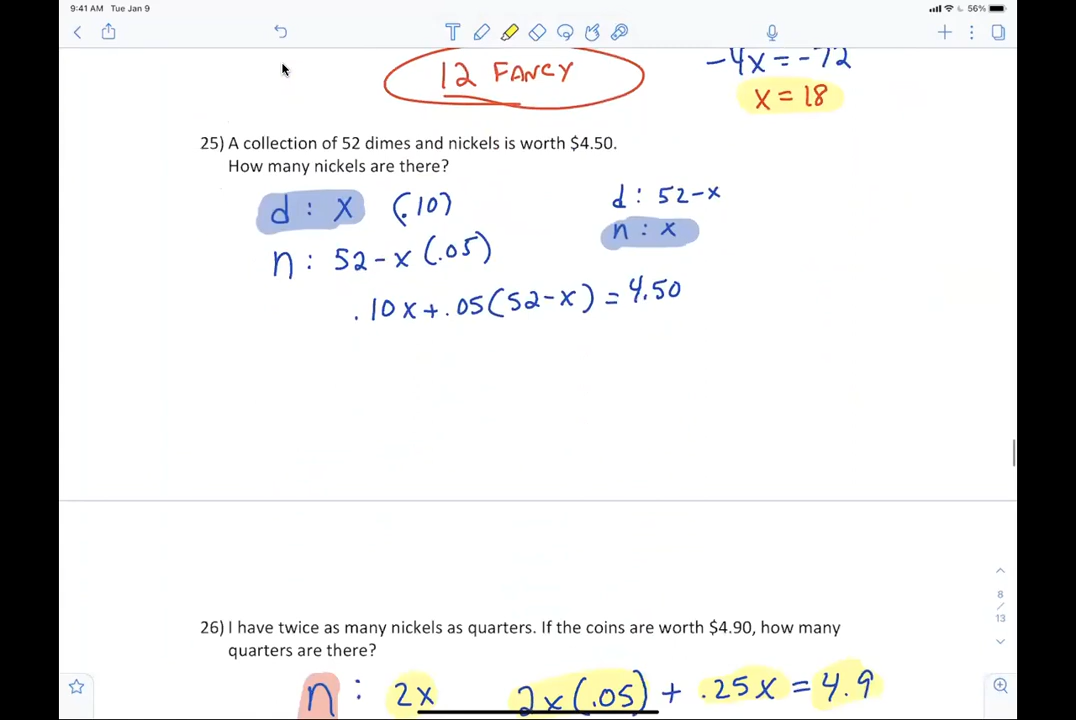 9:41 AM Tue Jan 9
56%
T
12 FANCY
-4x = -72
x = 18
25) A collection of 52 dimes and nickels is worth $4.50.
How many nickels are there?
d : x (.10)
d : 52-x
n : x
n : 52-x (.05)
.10x + .05(52-x) = 4.50
8
/
13
26) I have twice as many nickels as quarters. If the coins are worth $4.90, how many
quarters are there?
n : 2x 2x(.05) + .25x = 4.9